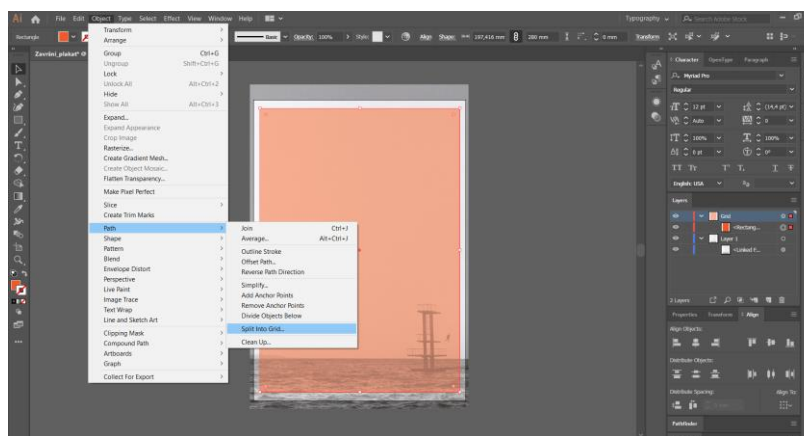 Ai File Edit Object Type Select Effect View Window Help Typography Search Adobe Stock
Rectangle Basic Opacity: 100% Style: Align Shape: 197,416 mm 280 mm 0 mm Transform
Zavrsni_plakat* @
Transform
Arrange
Group Ctrl+G
Ungroup Shift+Ctrl+G
Lock
Unlock All Alt+Ctrl+2
Hide
Show All Alt+Ctrl+3
Expand...
Expand Appearance
Crop Image
Rasterize...
Create Gradient Mesh...
Create Object Mosaic...
Flatten Transparency...
Make Pixel Perfect
Slice
Create Trim Marks
Path
Shape
Pattern
Blend
Envelope Distort
Perspective
Live Paint
Image Trace
Text Wrap
Line and Sketch Art
Clipping Mask
Compound Path
Artboards
Graph
Collect For Export
Join Ctrl+J
Average... Alt+Ctrl+J
Outline Stroke
Offset Path...
Reverse Path Direction
Simplify...
Add Anchor Points
Remove Anchor Points
Divide Objects Below
Split Into Grid...
Clean Up...
Character OpenType Paragraph
Myriad Pro
Regular
12 pt (14,4 pt)
Auto 0
100% 100%
0 pt 0°
TT Tr T¹ T₁ T T
English: USA
Layers
Grid
<Rectang...
Layer 1
<Linked F...
2 Layers
Properties Transform Align
Align Objects:
Distribute Objects:
Distribute Spacing: Align To:
Pathfinder